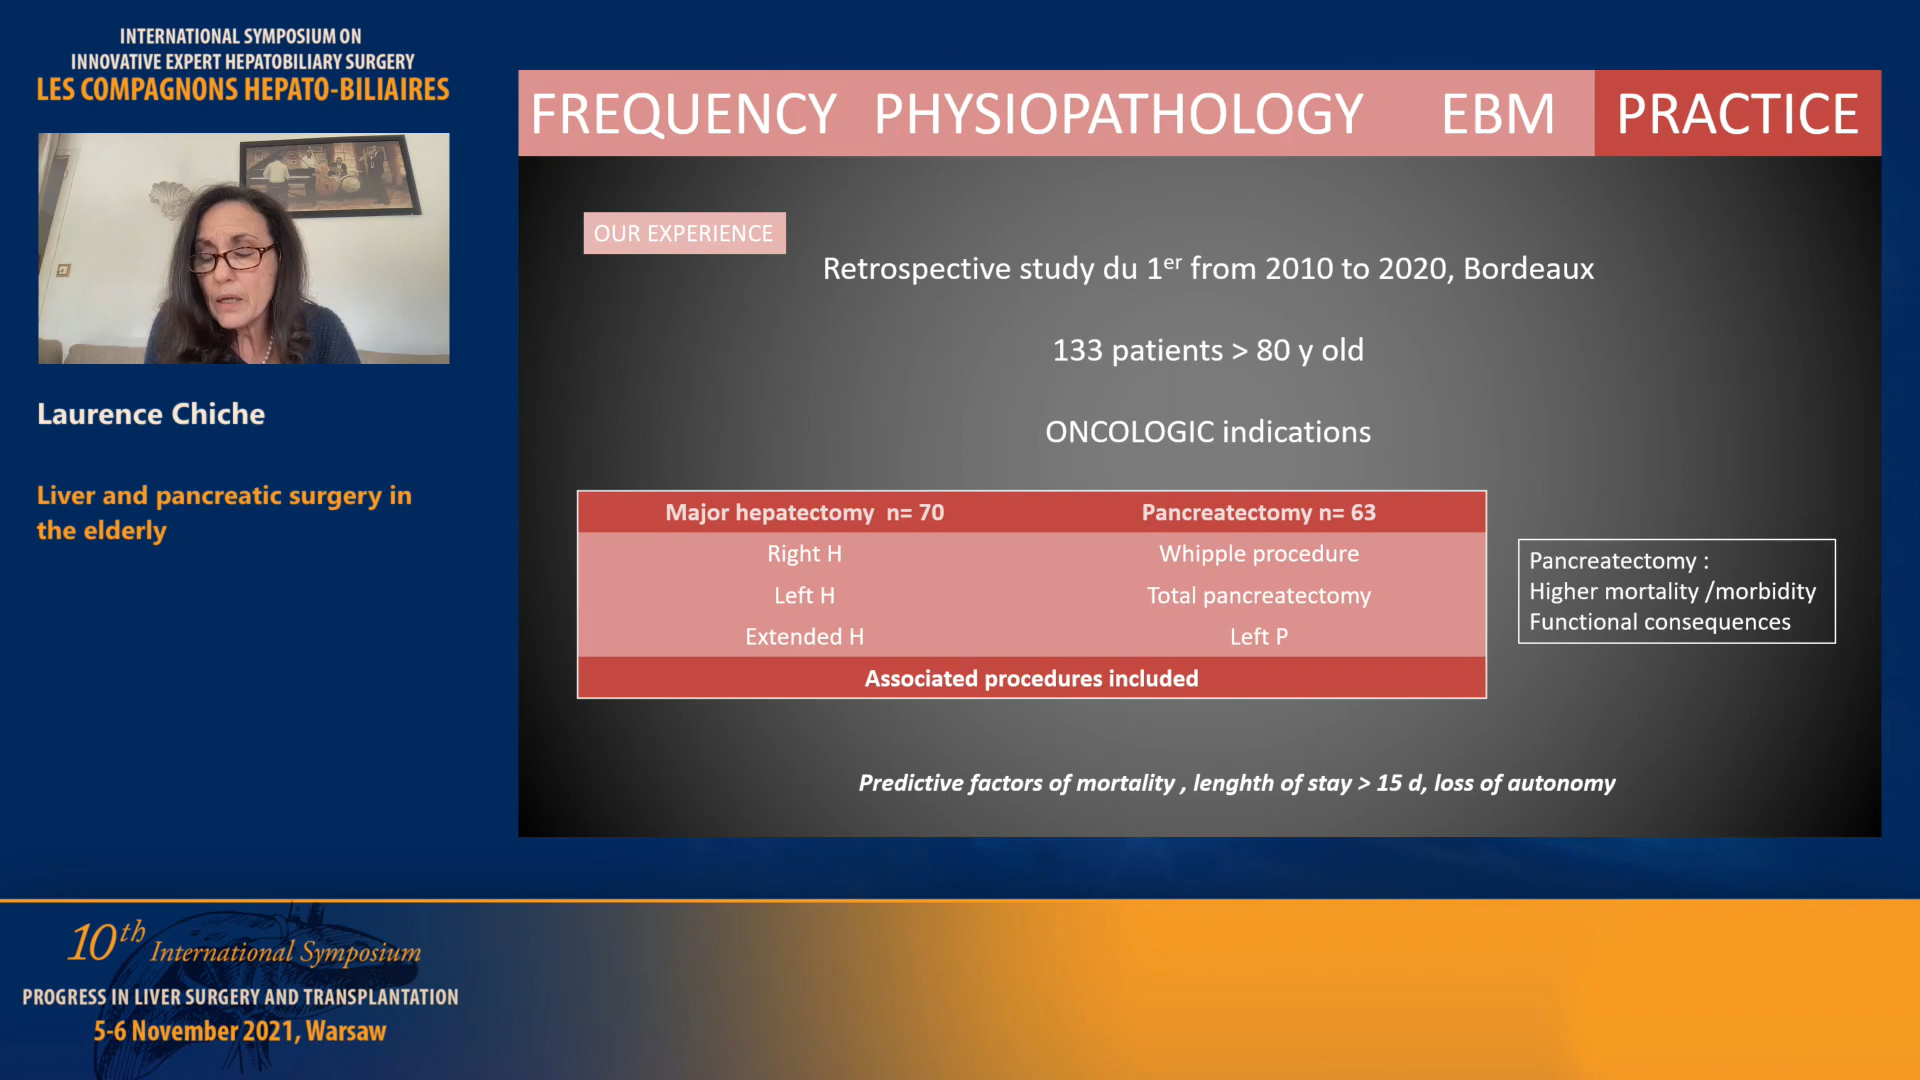 INTERNATIONAL SYMPOSIUM ON
INNOVATIVE EXPERT HEPATOBILIARY SURGERY
LES COMPAGNONS HEPATO-BILIAIRES
Laurence Chiche
Liver and pancreatic surgery in
the elderly
FREQUENCY PHYSIOPATHOLOGY EBM PRACTICE
OUR EXPERIENCE
Retrospective study du 1er from 2010 to 2020, Bordeaux
133 patients > 80 y old
ONCOLOGIC indications
Major hepatectomy n= 70 Pancreatectomy n= 63
Right H Whipple procedure
Left H Total pancreatectomy
Extended H Left P
Associated procedures included
Pancreatectomy :
Higher mortality /morbidity
Functional consequences
Predictive factors of mortality , lenghth of stay > 15 d, loss of autonomy
10th International Symposium
PROGRESS IN LIVER SURGERY AND TRANSPLANTATION
5-6 November 2021, Warsaw